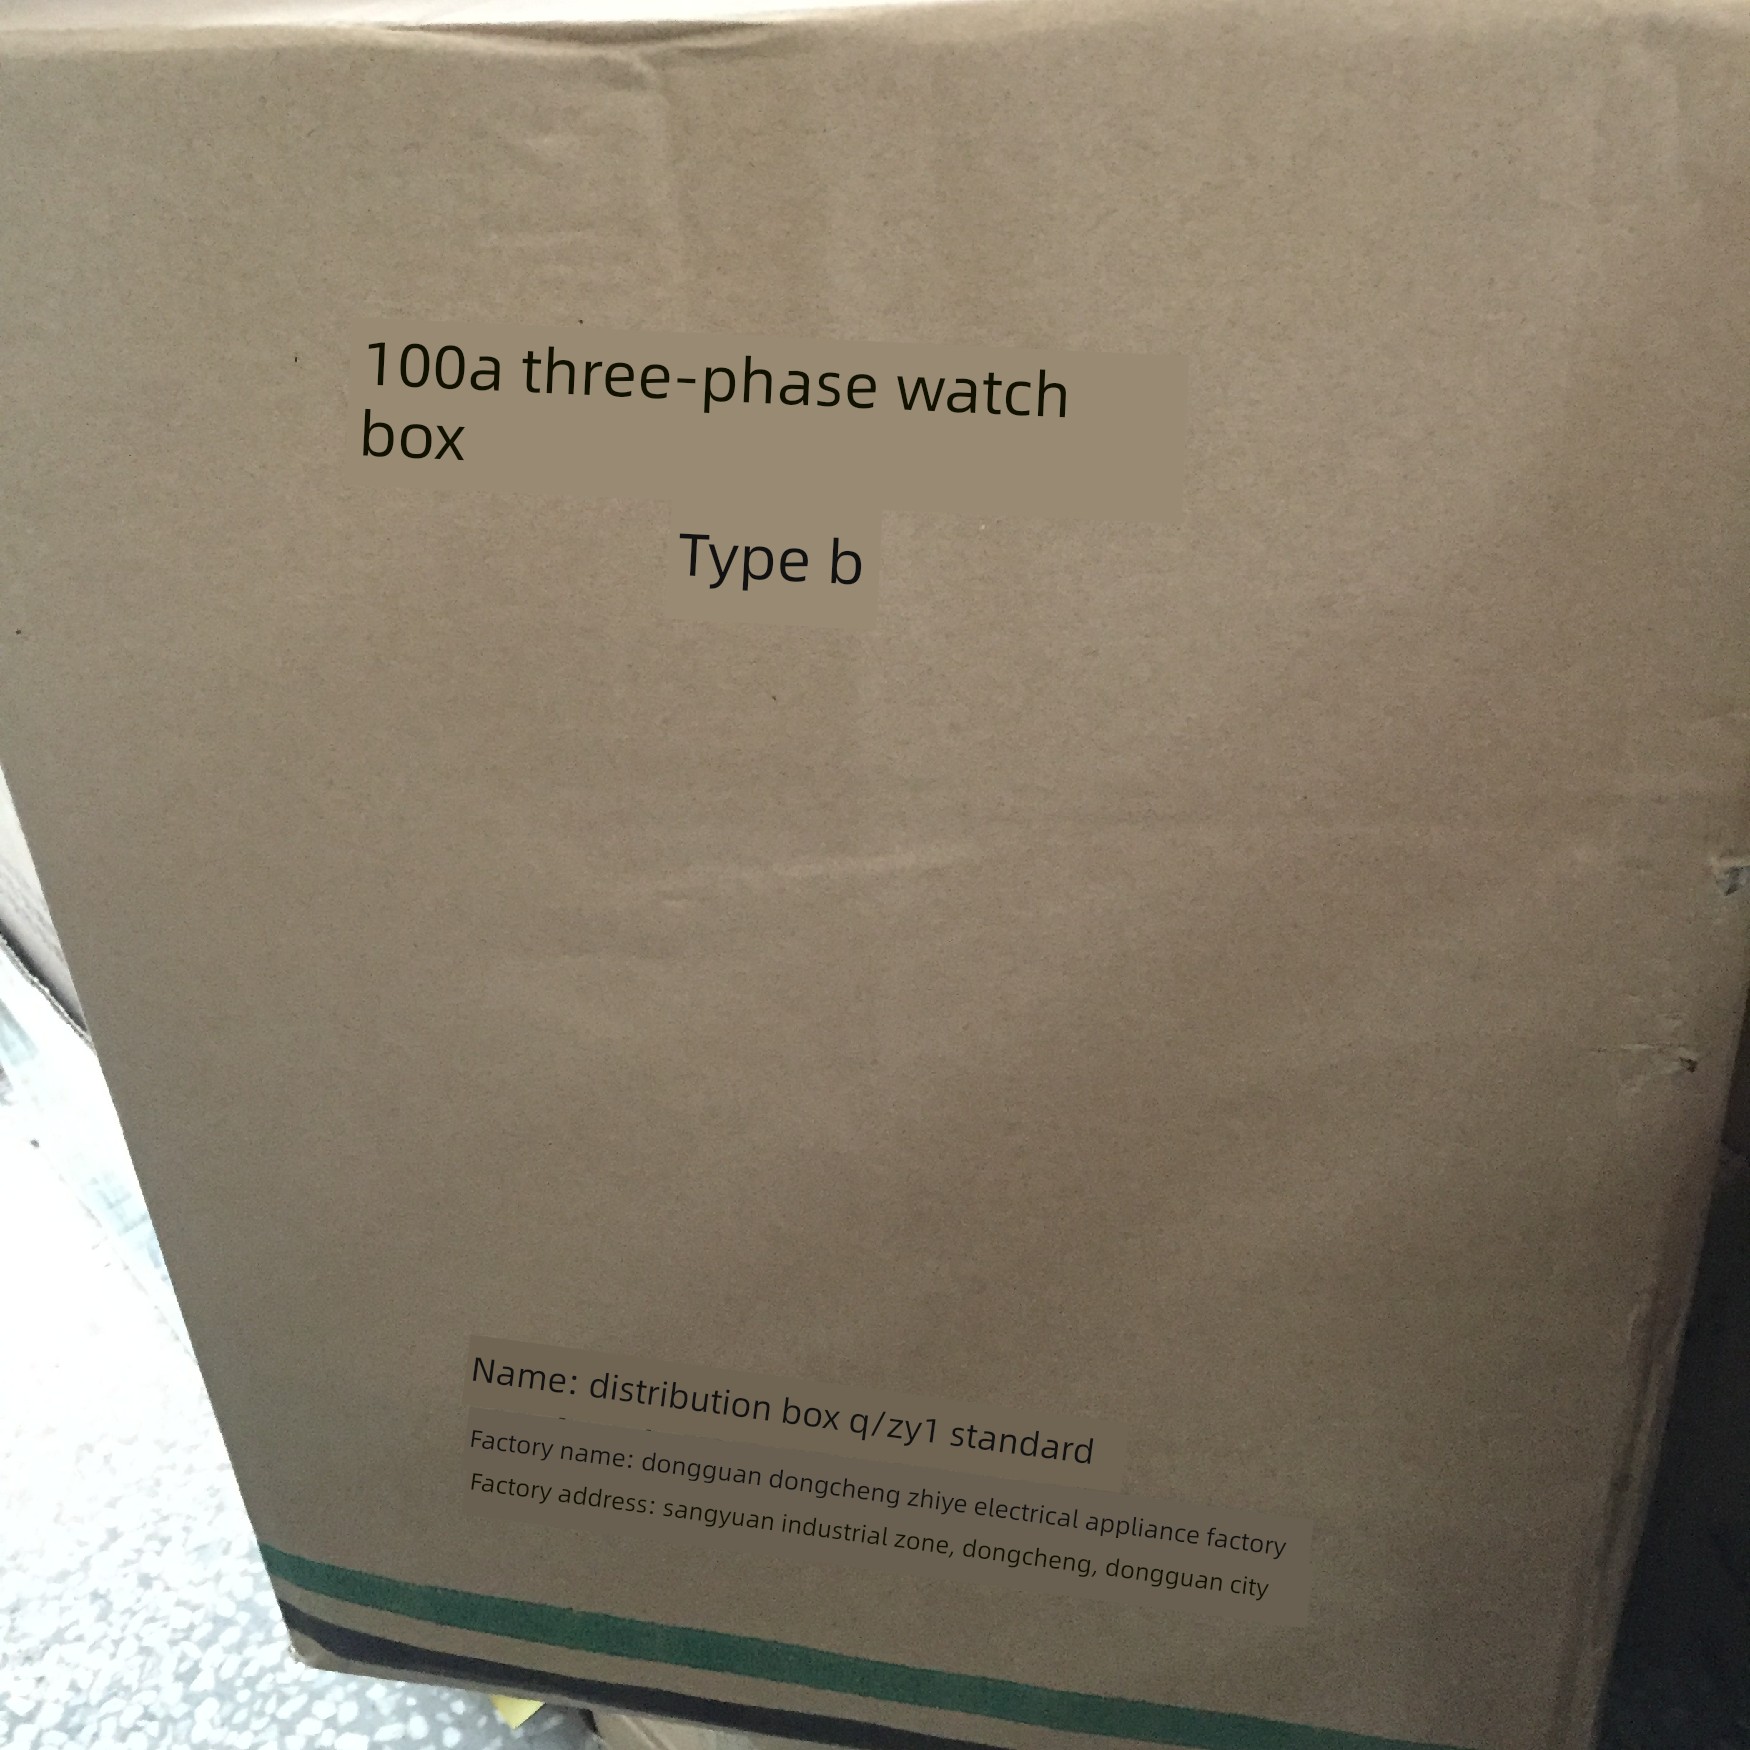 100a three-phase watch
box
Type b
Name: distribution box q/zy1 standard
Factory name: dongguan dongcheng zhiye electrical appliance factory
Factory address: sangyuan industrial zone, dongcheng, dongguan city